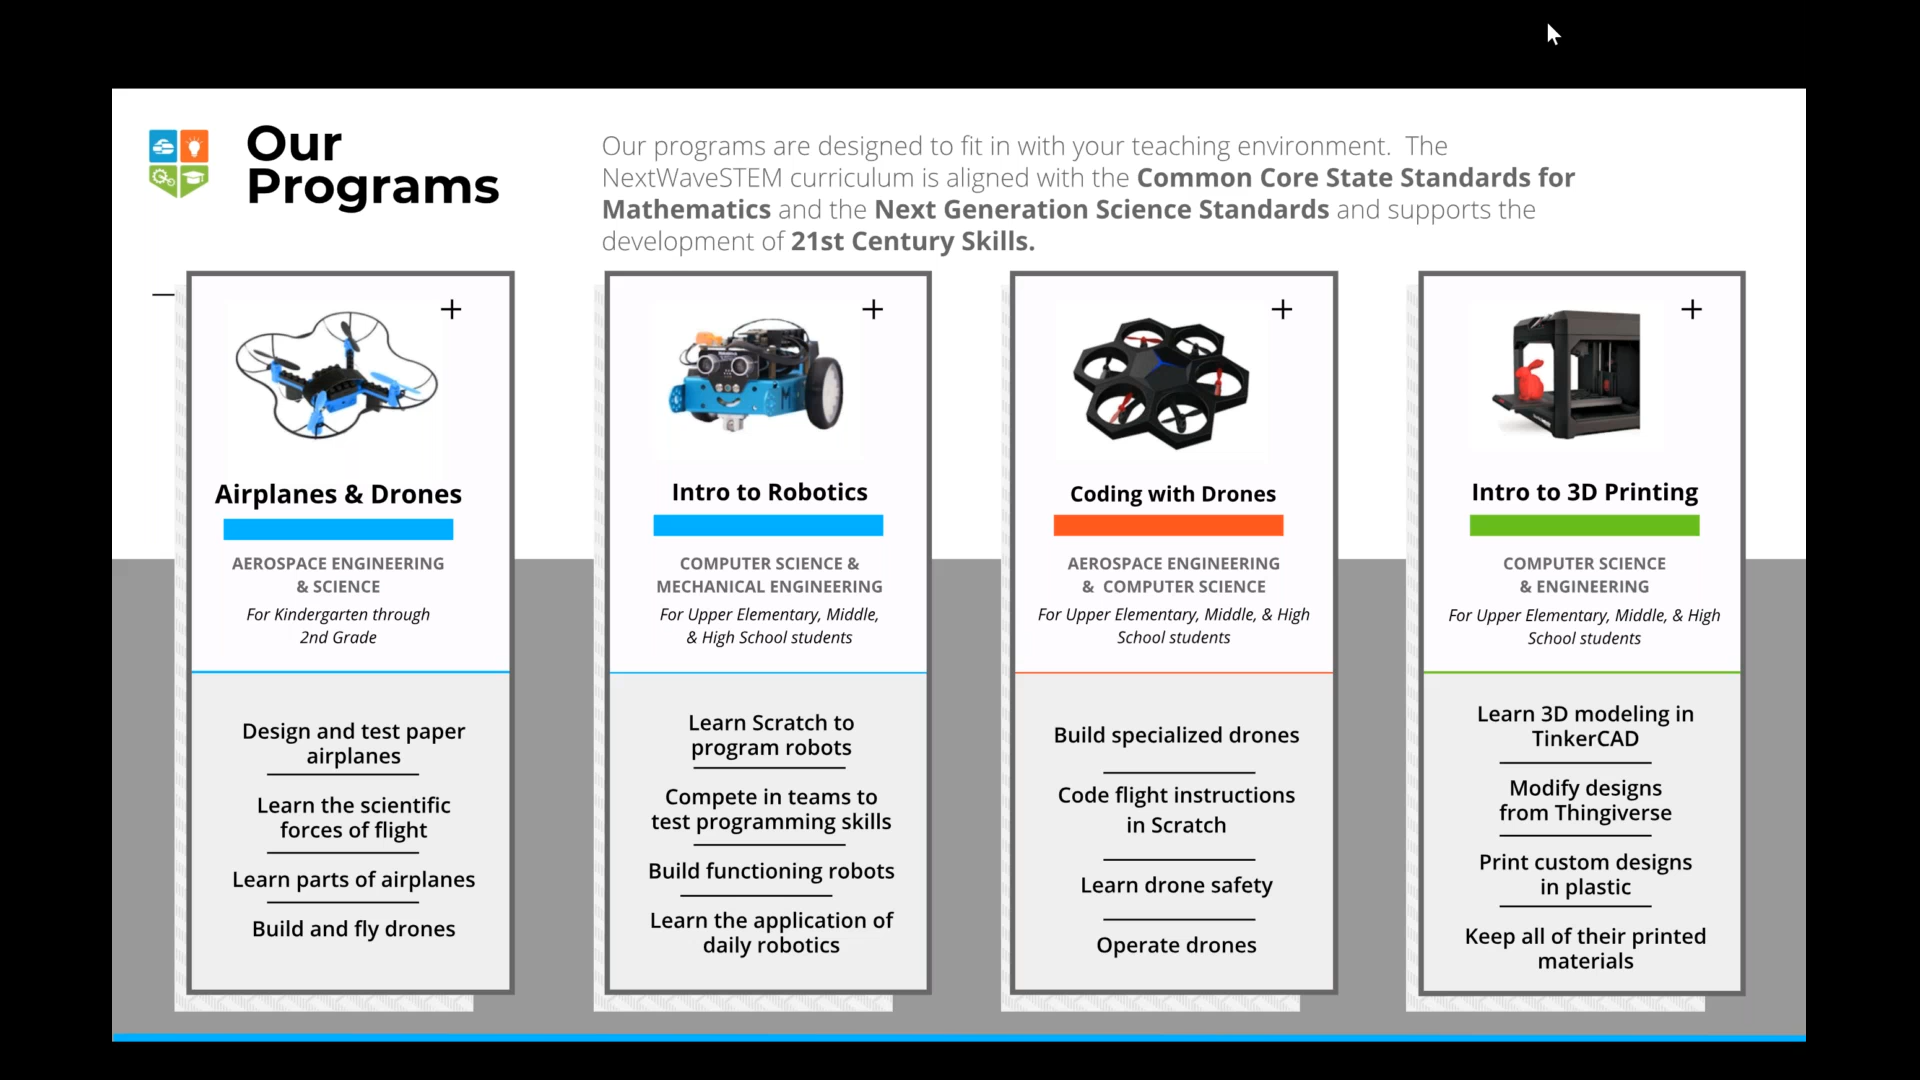 Our
Programs
Our programs are designed to fit in with your teaching environment. The
NextWaveSTEM curriculum is aligned with the Common Core State Standards for
Mathematics and the Next Generation Science Standards and supports the
development of 21st Century Skills.
Airplanes & Drones
AEROSPACE ENGINEERING
& SCIENCE
For Kindergarten through
2nd Grade
Design and test paper
airplanes
Learn the scientific
forces of flight
Learn parts of airplanes
Build and fly drones
Intro to Robotics
COMPUTER SCIENCE &
MECHANICAL ENGINEERING
For Upper Elementary, Middle,
& High School students
Learn Scratch to
program robots
Compete in teams to
test programming skills
Build functioning robots
Learn the application of
daily robotics
Coding with Drones
AEROSPACE ENGINEERING
& COMPUTER SCIENCE
For Upper Elementary, Middle, & High
School students
Build specialized drones
Code flight instructions
in Scratch
Learn drone safety
Operate drones
Intro to 3D Printing
COMPUTER SCIENCE
& ENGINEERING
For Upper Elementary, Middle, & High
School students
Learn 3D modeling in
TinkerCAD
Modify designs
from Thingiverse
Print custom designs
in plastic
Keep all of their printed
materials